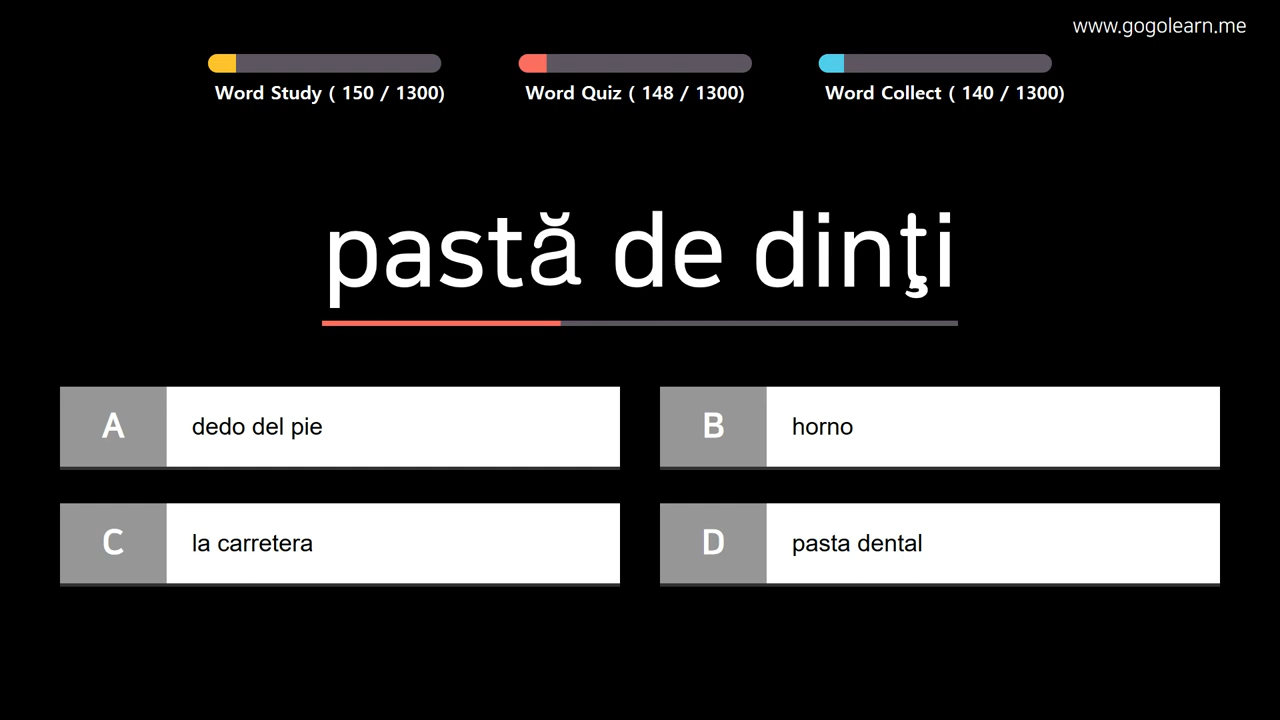 www.gogolearn.me
Word Study ( 150 / 1300)
Word Quiz ( 148 / 1300)
Word Collect ( 140 / 1300)
pastă de dinţi
A dedo del pie
B horno
C la carretera
D pasta dental